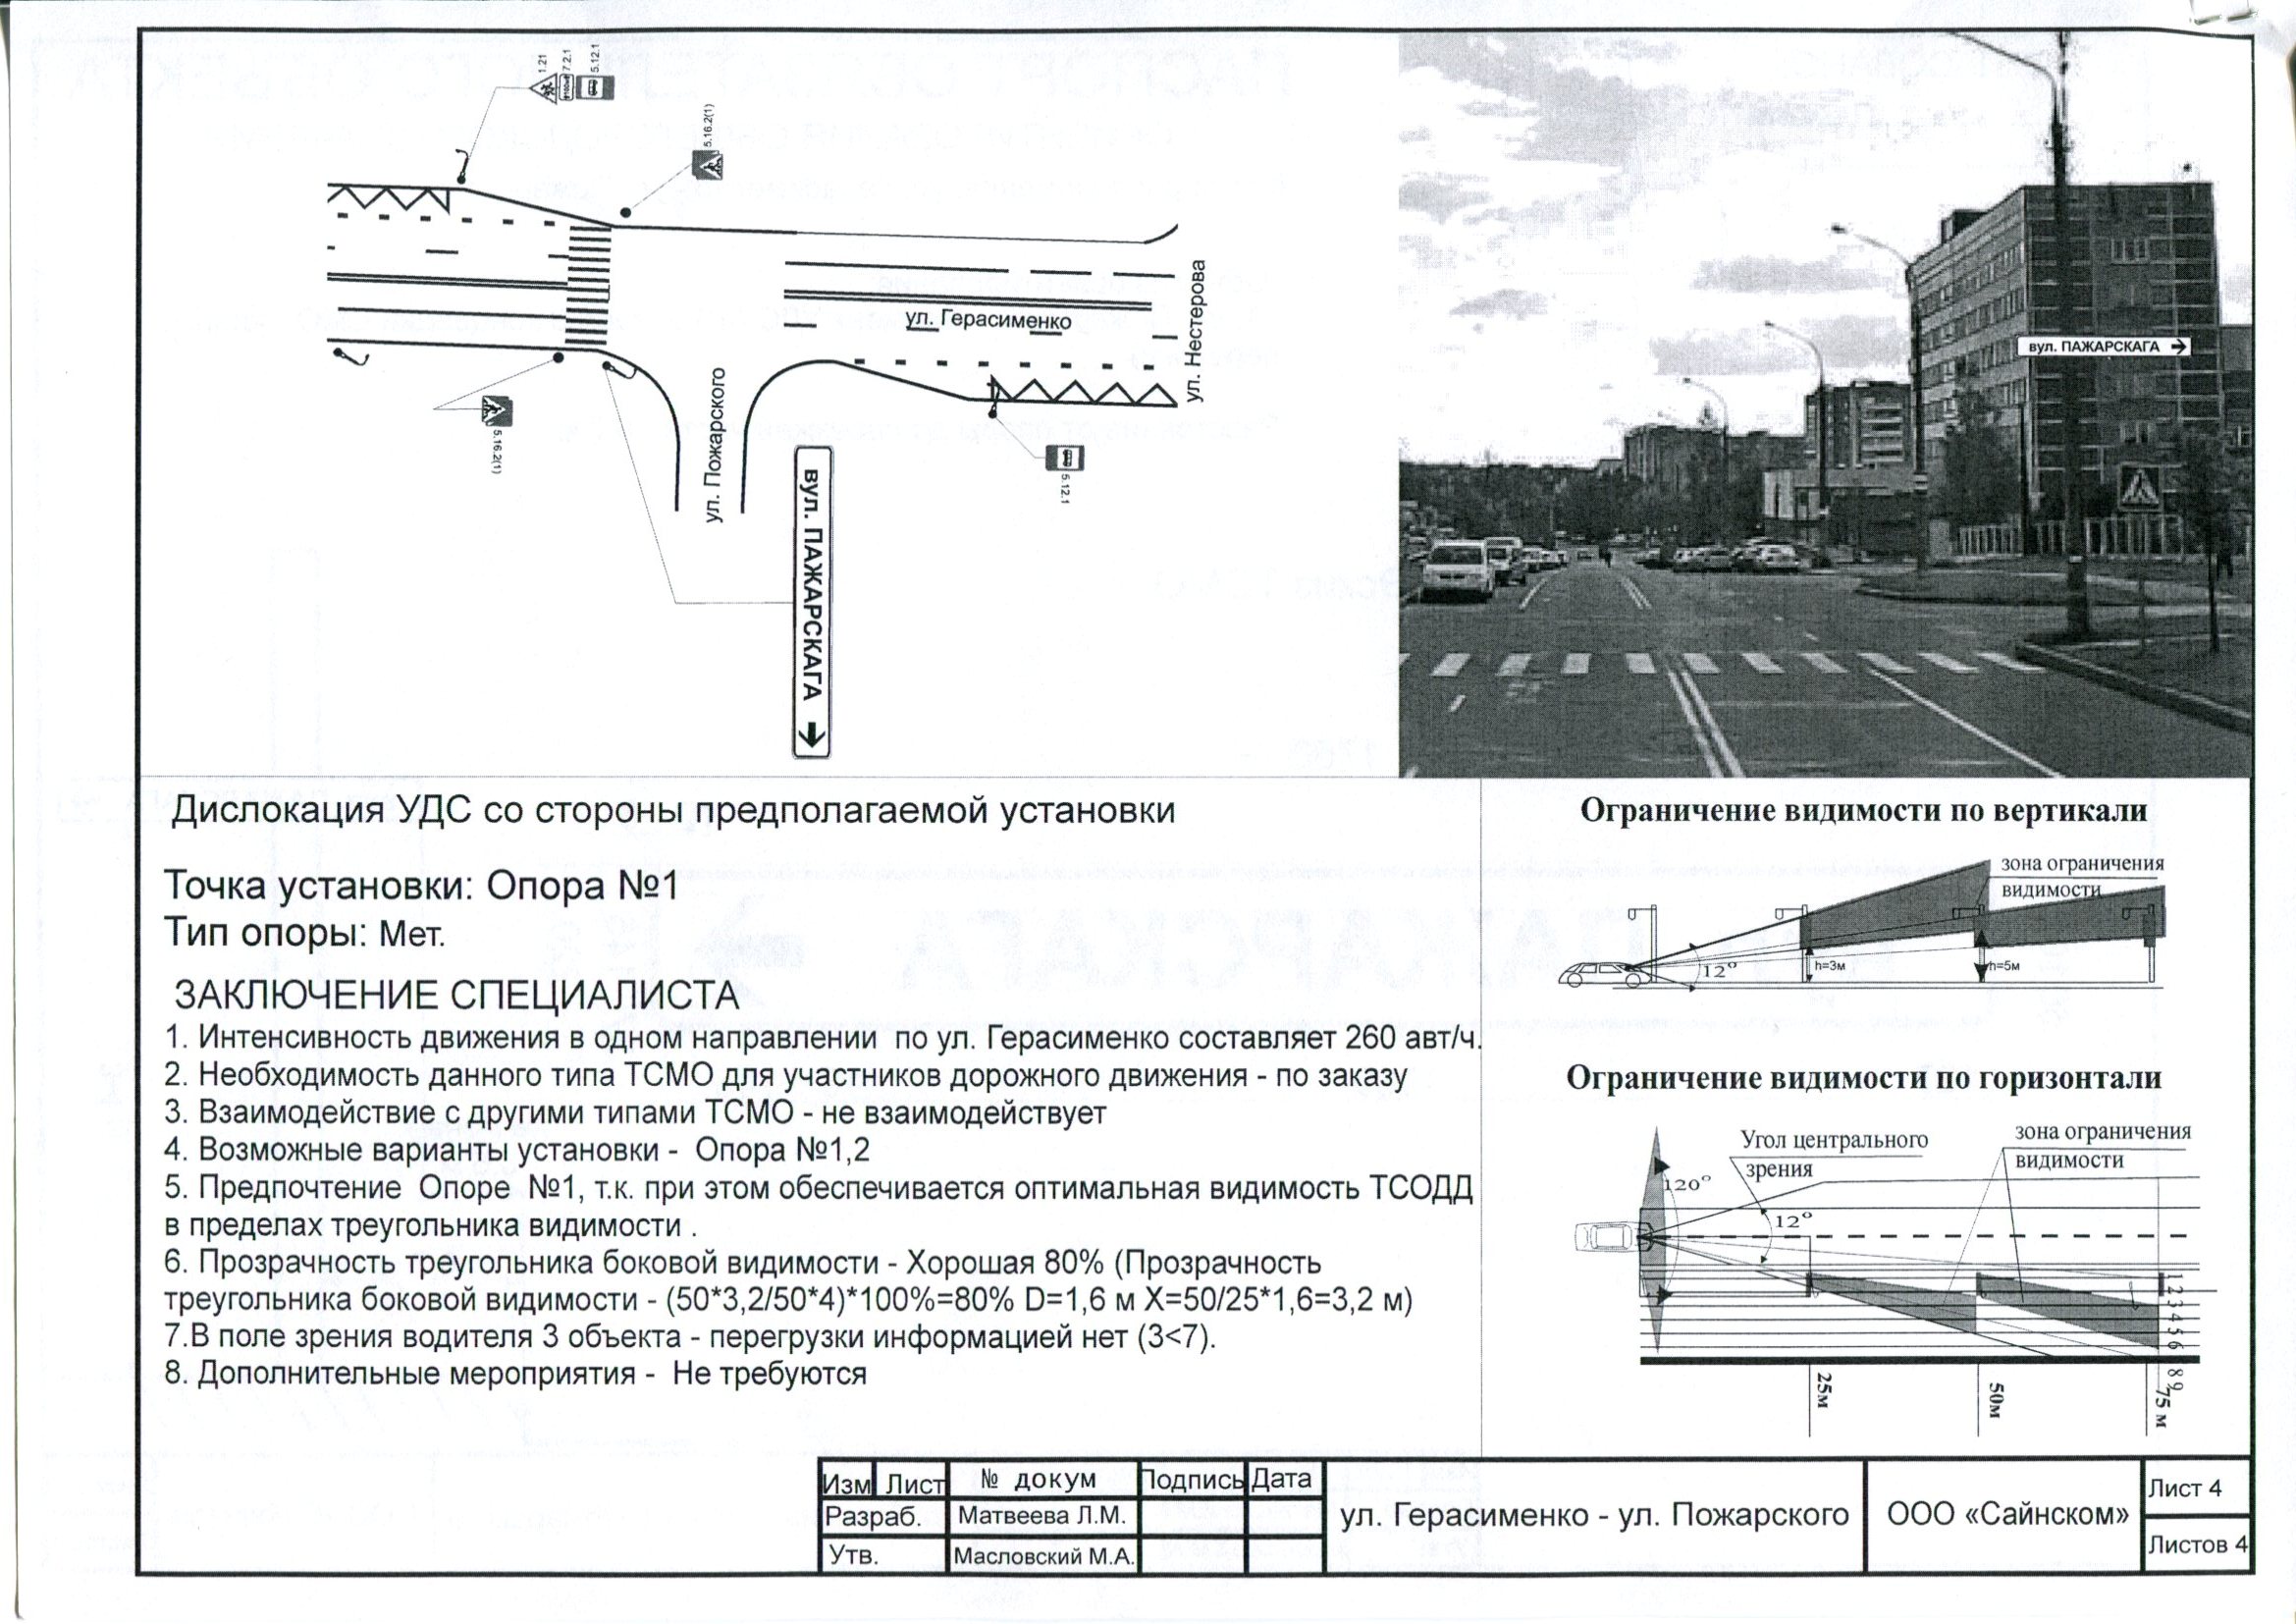 1.21
7.2.1
5.12.1
5.16.2(1)
ул. Герасименко
ул. Нестерова
5.16.2(1)
ул. Пожарского
5.12.1
вул. ПАЖАРСКАГА
вул. ПАЖАРСКАГА
Дислокация УДС со стороны предполагаемой установки
Точка установки: Опора №1
Тип опоры: Мет.
ЗАКЛЮЧЕНИЕ СПЕЦИАЛИСТА
1. Интенсивность движения в одном направлении по ул. Герасименко составляет 260 авт/ч.
2. Необходимость данного типа ТСМО для участников дорожного движения - по заказу
3. Взаимодействие с другими типами ТСМО - не взаимодействует
4. Возможные варианты установки - Опора №1,2
5. Предпочтение Опоре №1, т.к. при этом обеспечивается оптимальная видимость ТСОДД
в пределах треугольника видимости .
6. Прозрачность треугольника боковой видимости - Хорошая 80% (Прозрачность
треугольника боковой видимости - (50*3,2/50*4)*100%=80% D=1,6 м X=50/25*1,6=3,2 м)
7.В поле зрения водителя 3 объекта - перегрузки информацией нет (3<7).
8. Дополнительные мероприятия - Не требуются
Ограничение видимости по вертикали
зона ограничения
видимости
12°
h=3м
h=5м
Ограничение видимости по горизонтали
Угол центрального
зрения
зона ограничения
видимости
120°
12°
1 2 3 4 5 6 8 9
25м
50м
75 м
Изм Лист № докум Подпись Дата
Разраб. Матвеева Л.М.
Утв. Масловский М.А.
ул. Герасименко - ул. Пожарского
ООО «Сайнском»
Лист 4
Листов 4